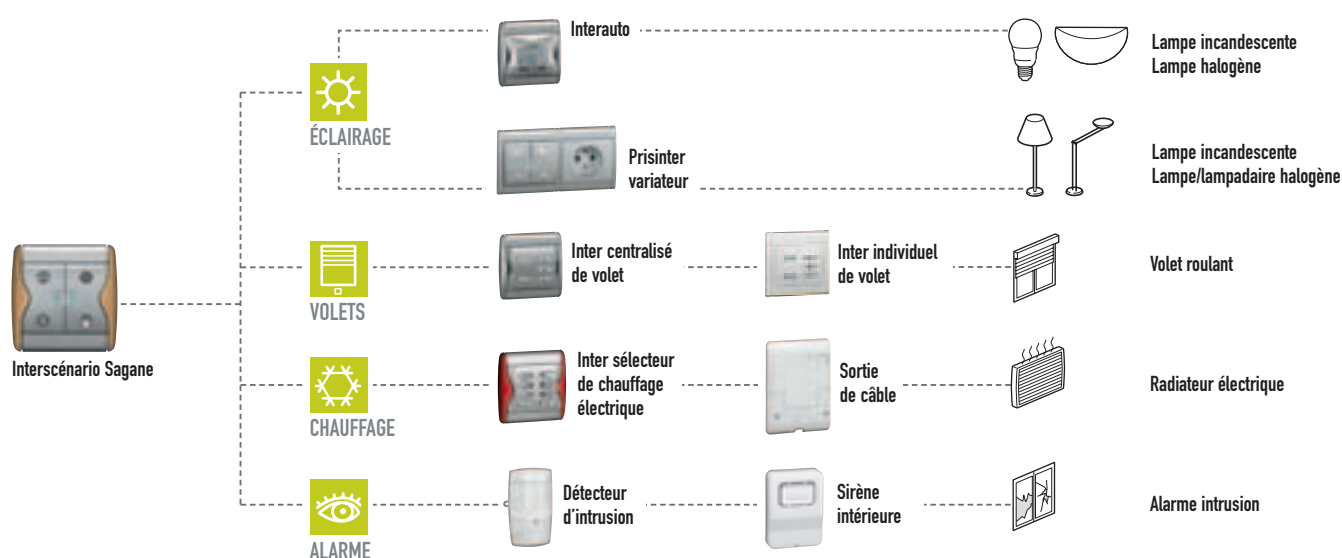 Interauto
Lampe incandescente
Lampe halogène
ÉCLAIRAGE
Prisinter
variateur
Lampe incandescente
Lampe/lampadaire halogène
Interscénario Sagane
VOLETS
Inter centralisé
de volet
Inter individuel
de volet
Volet roulant
CHAUFFAGE
Inter sélecteur
de chauffage
électrique
Sortie
de câble
Radiateur électrique
ALARME
Détecteur
d'intrusion
Sirène
intérieure
Alarme intrusion